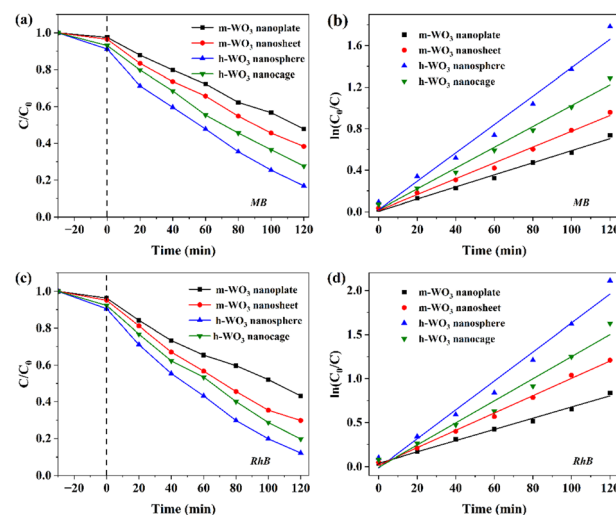 (a)
m-WO3 nanoplate
m-WO3 nanosheet
h-WO3 nanosphere
h-WO3 nanocage
C/C0
1.0
0.8
0.6
0.4
0.2
0.0
MB
−20 0 20 40 60 80 100 120
Time (min)
(b)
m-WO3 nanoplate
m-WO3 nanosheet
h-WO3 nanosphere
h-WO3 nanocage
ln(C0/C)
1.6
1.2
0.8
0.4
0.0
MB
0 20 40 60 80 100 120
Time (min)
(c)
m-WO3 nanoplate
m-WO3 nanosheet
h-WO3 nanosphere
h-WO3 nanocage
C/C0
1.0
0.8
0.6
0.4
0.2
0.0
RhB
−20 0 20 40 60 80 100 120
Time (min)
(d)
m-WO3 nanoplate
m-WO3 nanosheet
h-WO3 nanosphere
h-WO3 nanocage
ln(C0/C)
2.0
1.5
1.0
0.5
0.0
RhB
0 20 40 60 80 100 120
Time (min)